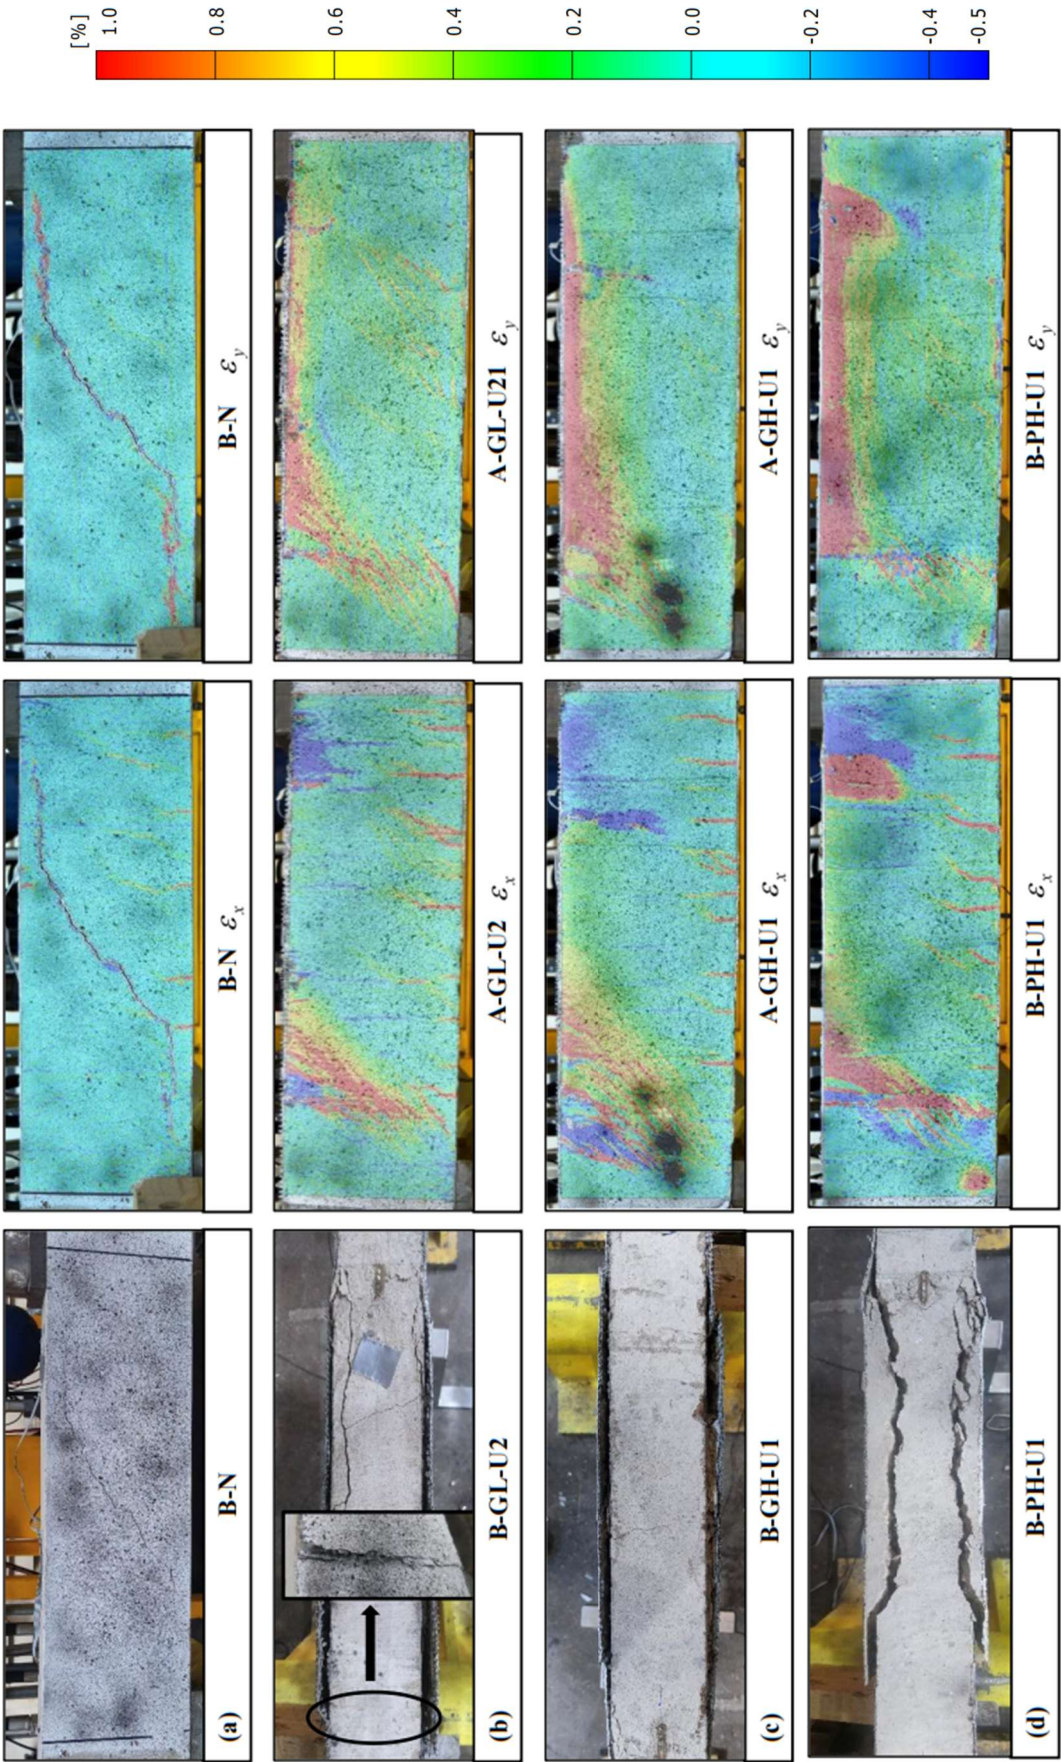 (a) B-N
B-N εx
B-N εy
(b) B-GL-U2
A-GL-U2 εx
A-GL-U21 εy
(c) B-GH-U1
A-GH-U1 εx
A-GH-U1 εy
(d) B-PH-U1
B-PH-U1 εx
B-PH-U1 εy
[%]
1.0
0.8
0.6
0.4
0.2
0.0
-0.2
-0.4
-0.5